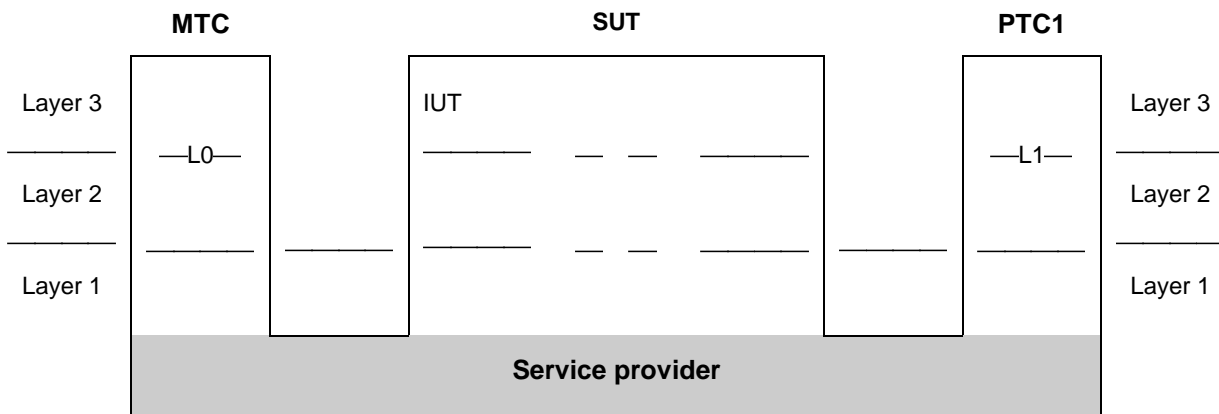 MTC SUT PTC1
Layer 3 IUT Layer 3
L0 L1
Layer 2 Layer 2
Layer 1 Layer 1
Service provider